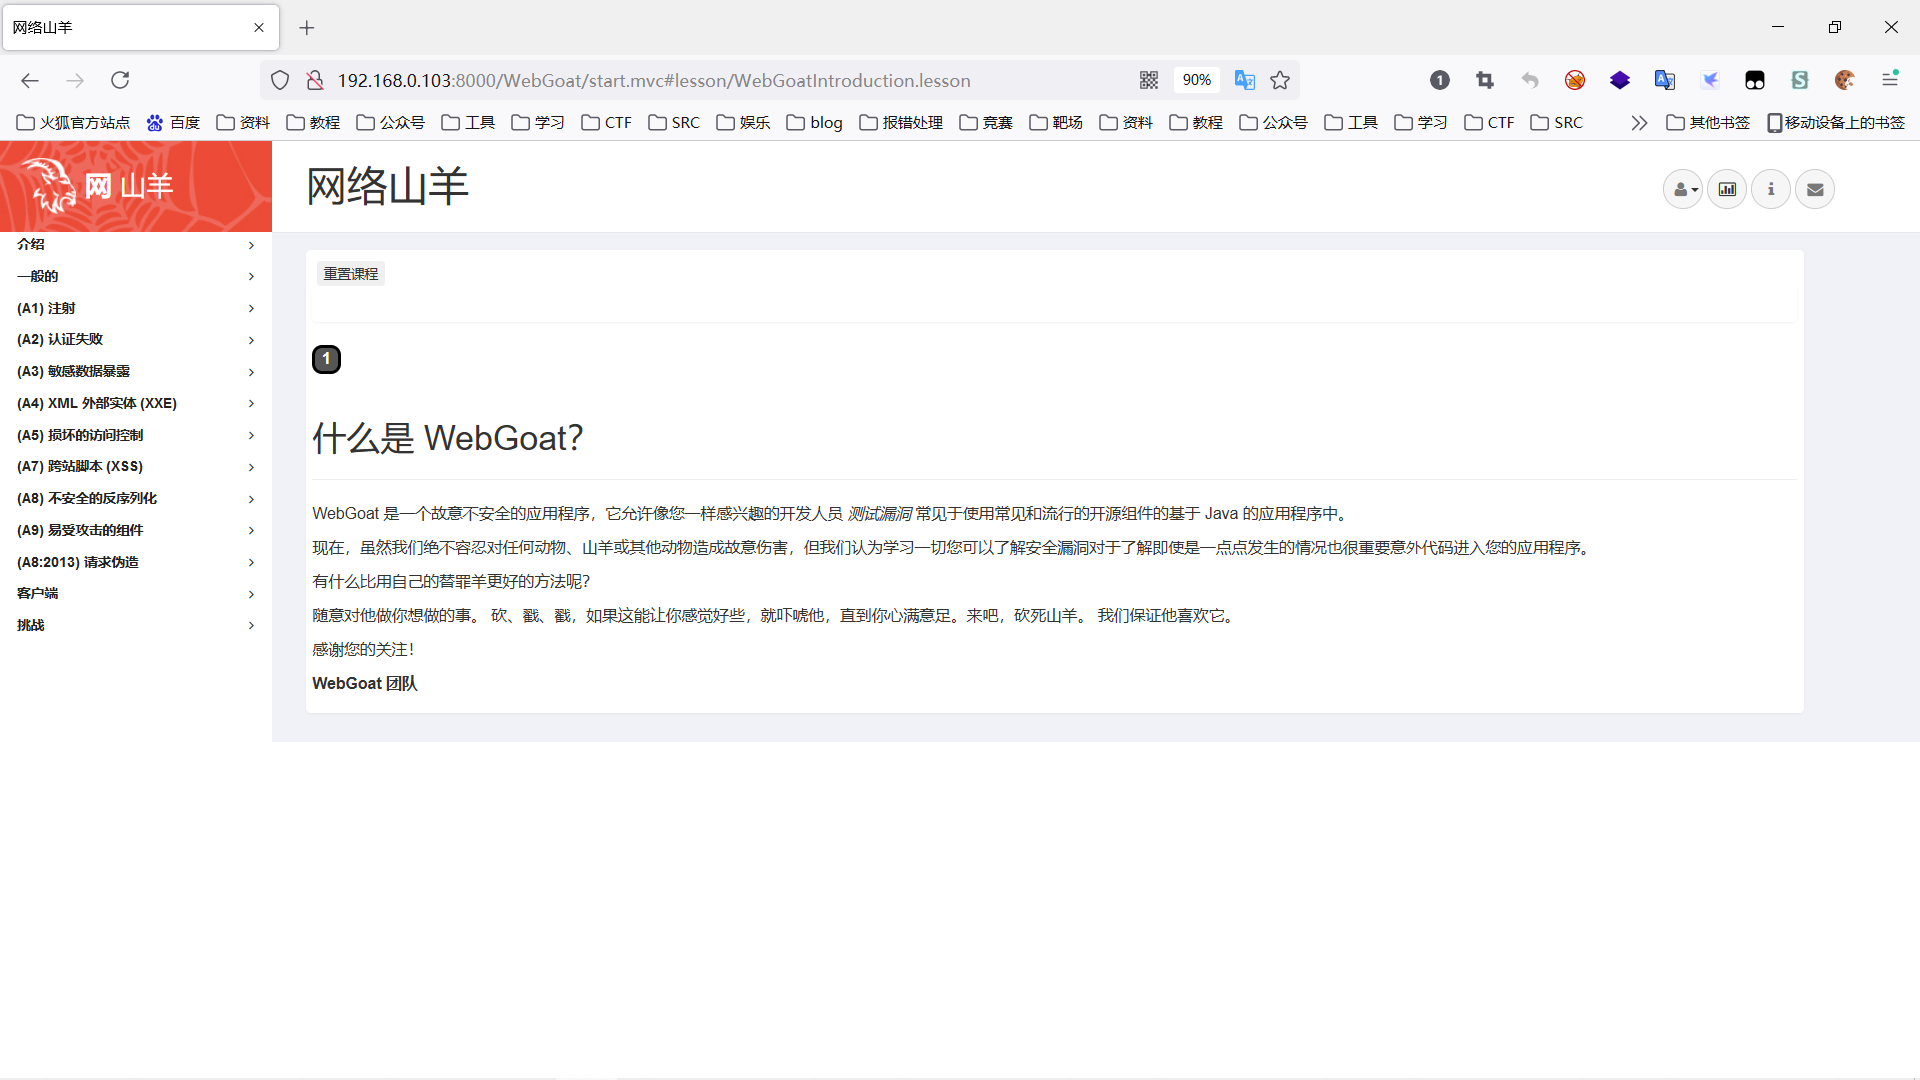 网络山羊
192.168.0.103:8000/WebGoat/start.mvc#lesson/WebGoatIntroduction.lesson
90%
1
火狐官方站点 百度 资料 教程 公众号 工具 学习 CTF SRC 娱乐 blog 报错处理 竞赛 靶场 资料 教程 公众号 工具 学习 CTF SRC 其他书签 移动设备上的书签
网 山羊
网络山羊
介绍
一般的
(A1) 注射
(A2) 认证失败
(A3) 敏感数据暴露
(A4) XML 外部实体 (XXE)
(A5) 损坏的访问控制
(A7) 跨站脚本 (XSS)
(A8) 不安全的反序列化
(A9) 易受攻击的组件
(A8:2013) 请求伪造
客户端
挑战
重置课程
1
什么是 WebGoat？
WebGoat 是一个故意不安全的应用程序，它允许像您一样感兴趣的开发人员 测试漏洞 常见于使用常见和流行的开源组件的基于 Java 的应用程序中。
现在，虽然我们绝不容忍对任何动物、山羊或其他动物造成故意伤害，但我们认为学习一切您可以了解安全漏洞对于了解即使是一点点发生的情况也很重要意外代码进入您的应用程序。
有什么比用自己的替罪羊更好的方法呢？
随意对他做你想做的事。 砍、戳、戳，如果这能让你感觉好些，就吓唬他，直到你心满意足。来吧，砍死山羊。 我们保证他喜欢它。
感谢您的关注！
WebGoat 团队